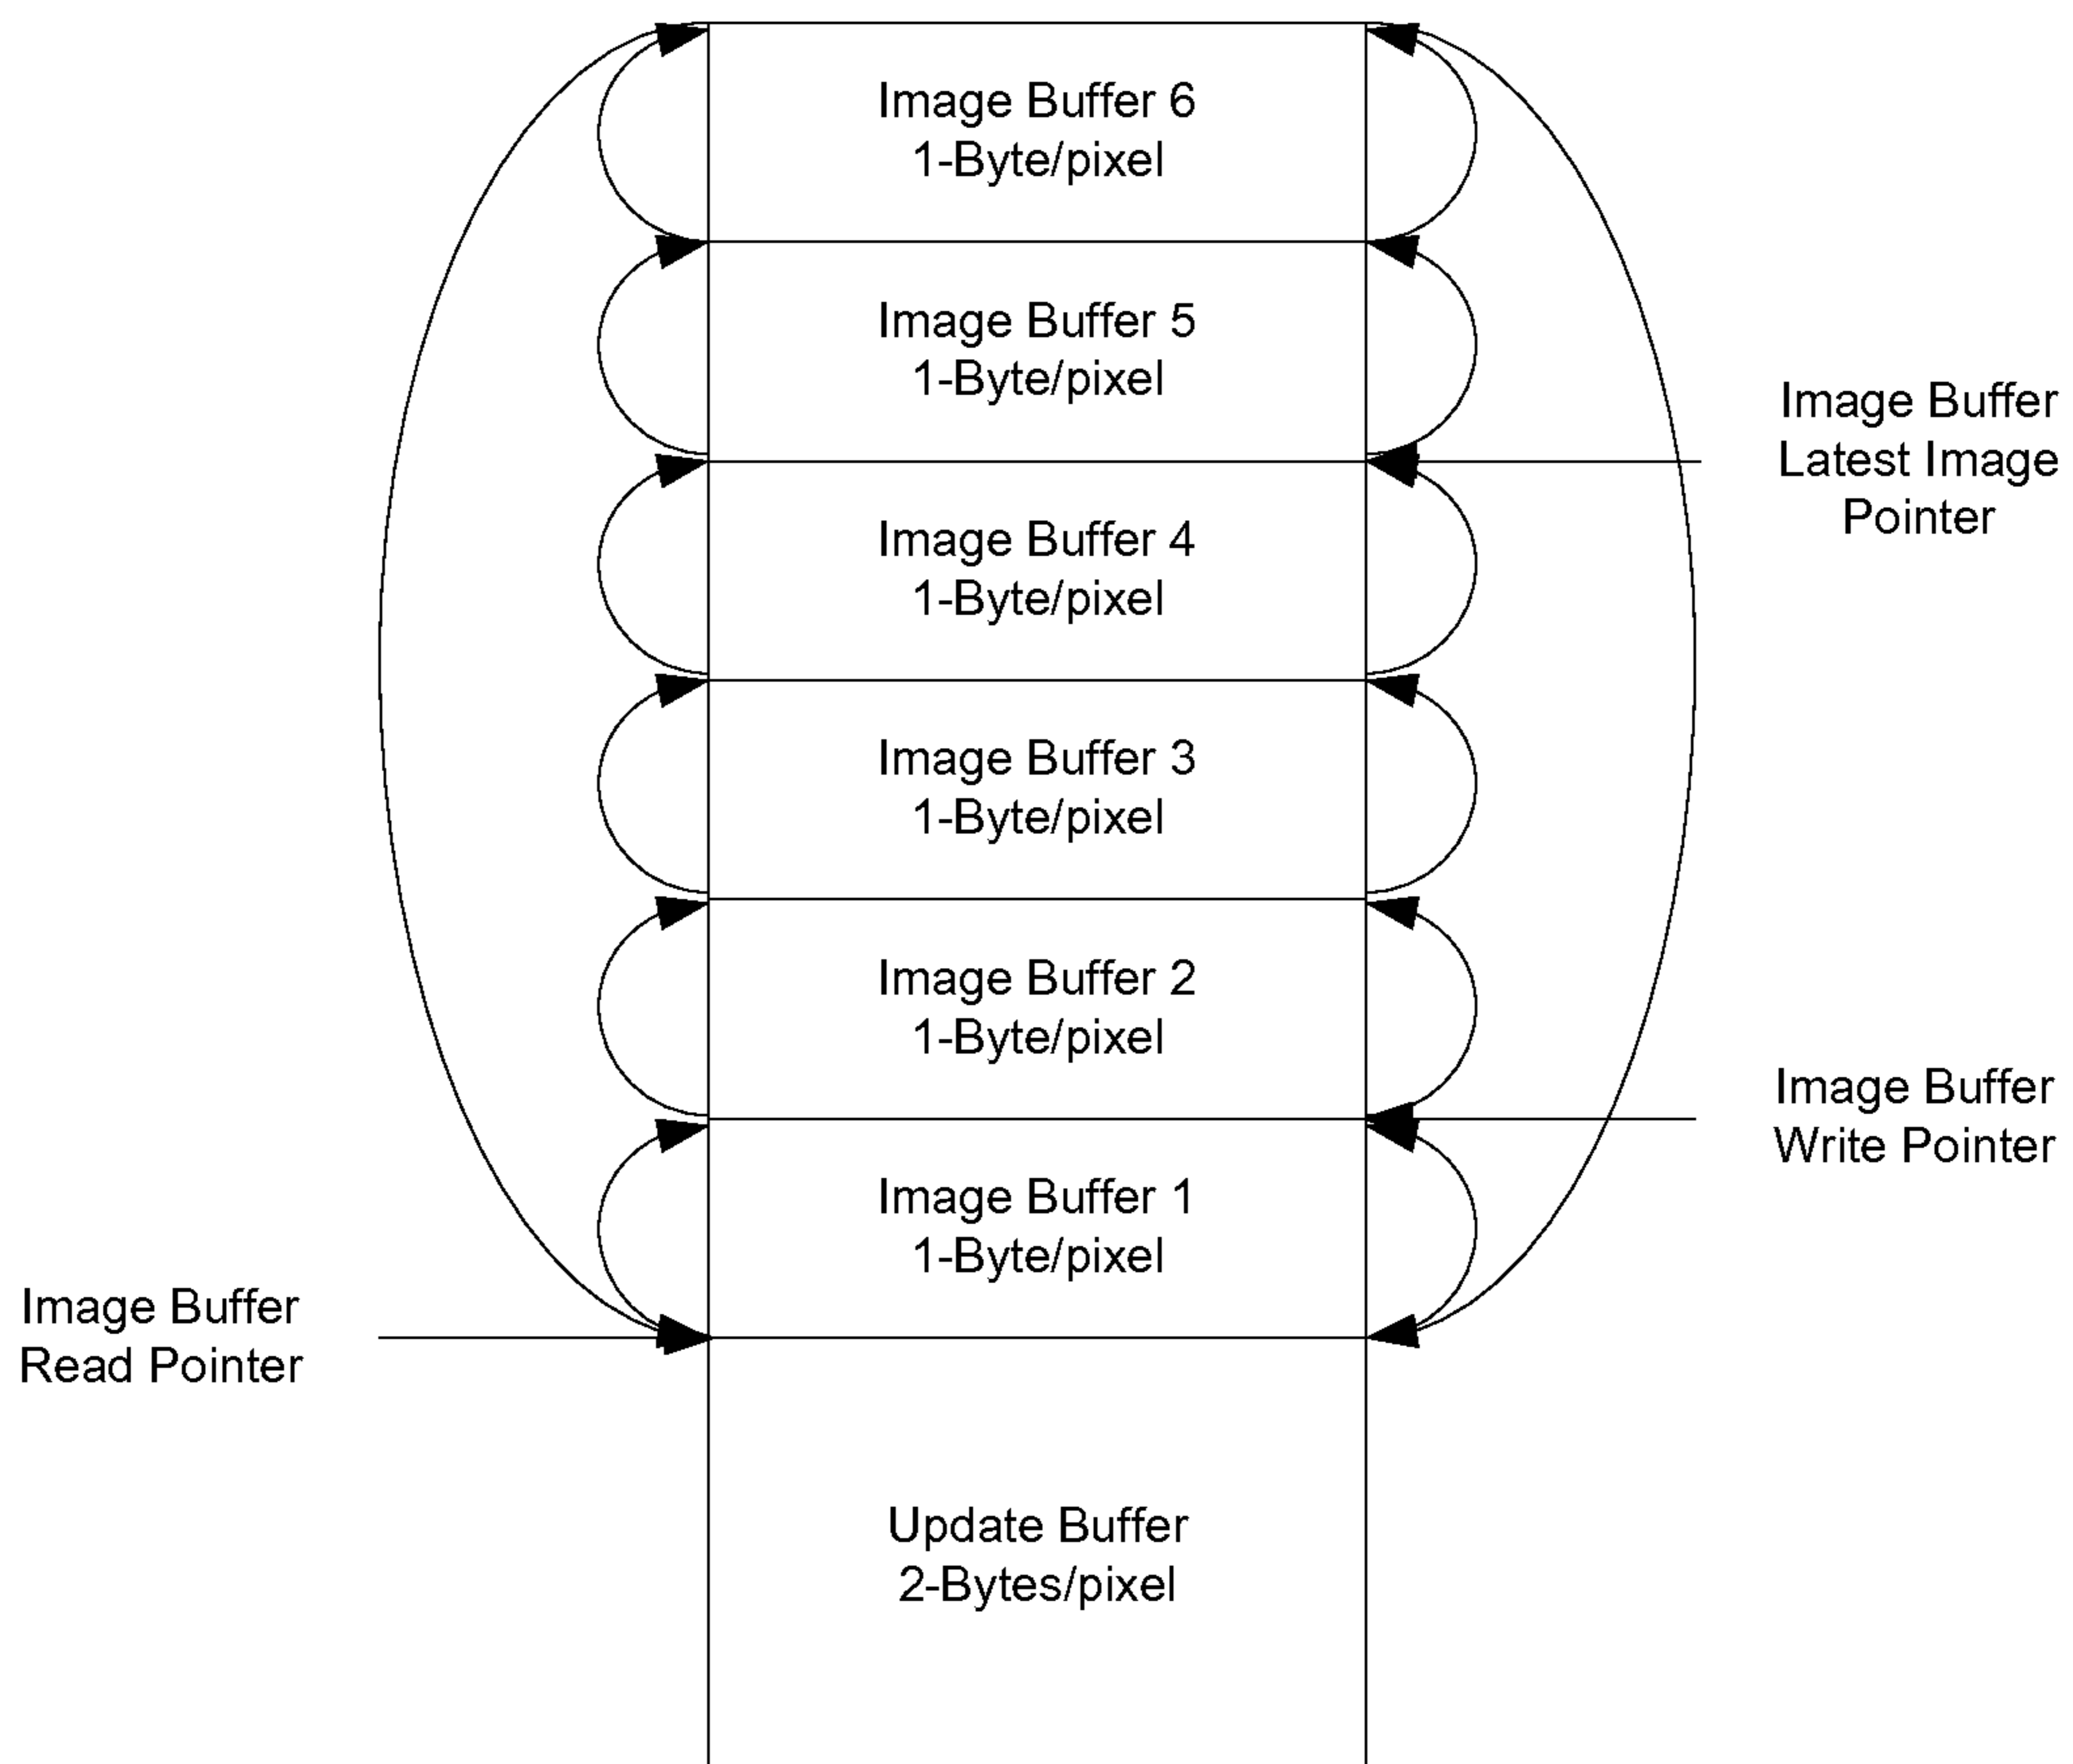 Image Buffer 6
1-Byte/pixel
Image Buffer 5
1-Byte/pixel
Image Buffer
Latest Image
Pointer
Image Buffer 4
1-Byte/pixel
Image Buffer 3
1-Byte/pixel
Image Buffer 2
1-Byte/pixel
Image Buffer
Write Pointer
Image Buffer 1
1-Byte/pixel
Image Buffer
Read Pointer
Update Buffer
2-Bytes/pixel